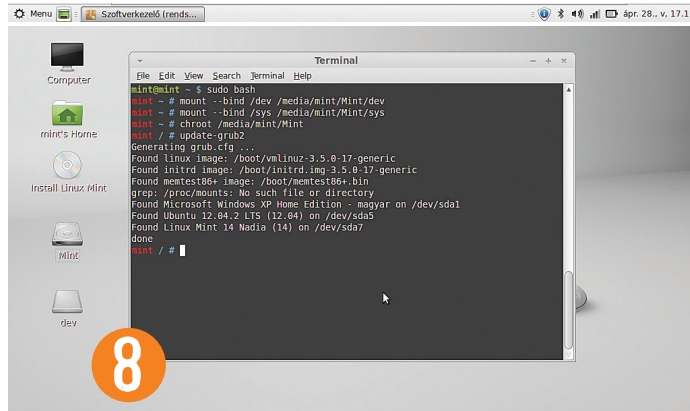 Menu
Szoftverkezelő (rends...
ápr. 28., v, 17.1
Terminal
File Edit View Search Terminal Help
mint@mint ~ $ sudo bash
mint ~ # mount --bind /dev /media/mint/Mint/dev
mint ~ # mount --bind /sys /media/mint/Mint/sys
mint ~ # chroot /media/mint/Mint
mint / # update-grub2
Generating grub.cfg ...
Found linux image: /boot/vmlinuz-3.5.0-17-generic
Found initrd image: /boot/initrd.img-3.5.0-17-generic
Found memtest86+ image: /boot/memtest86+.bin
grep: /proc/mounts: No such file or directory
Found Microsoft Windows XP Home Edition - magyar on /dev/sda1
Found Ubuntu 12.04.2 LTS (12.04) on /dev/sda5
Found Linux Mint 14 Nadia (14) on /dev/sda7
done
mint / #
Computer
mint's Home
Install Linux Mint
Mint
dev
8